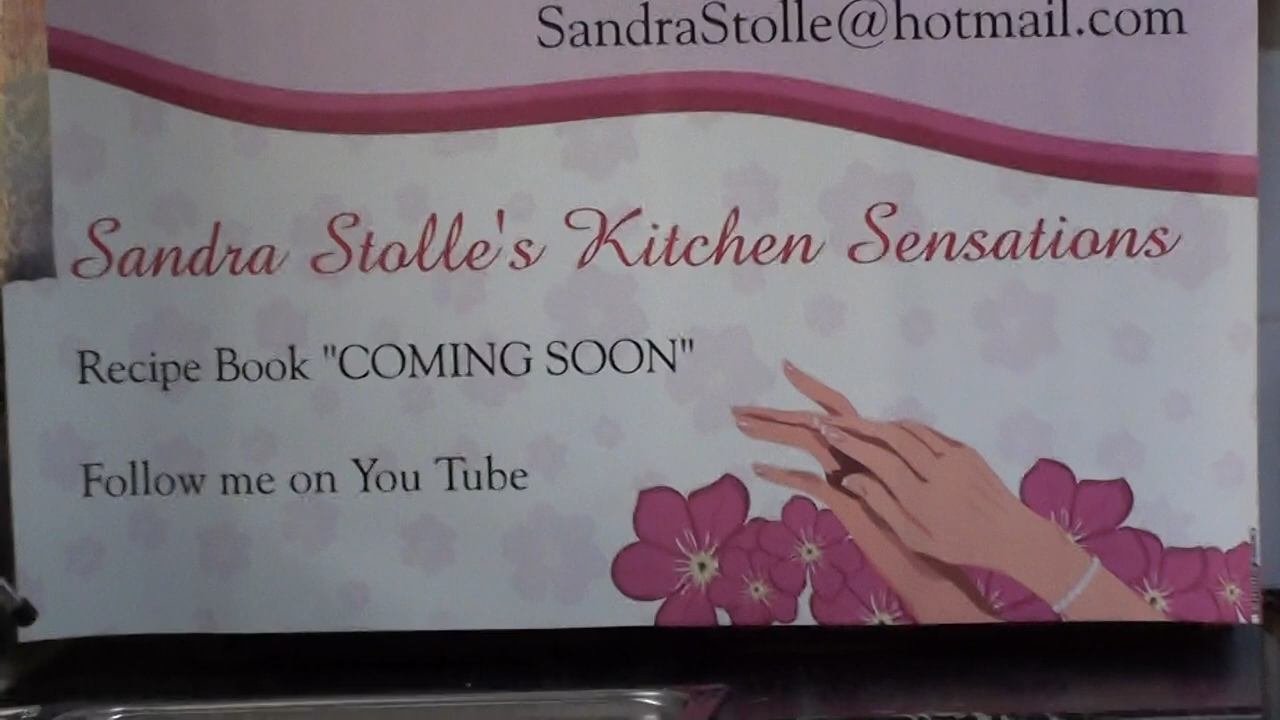 SandraStolle@hotmail.com
Sandra Stolle's Kitchen Sensations
Recipe Book "COMING SOON"
Follow me on You Tube